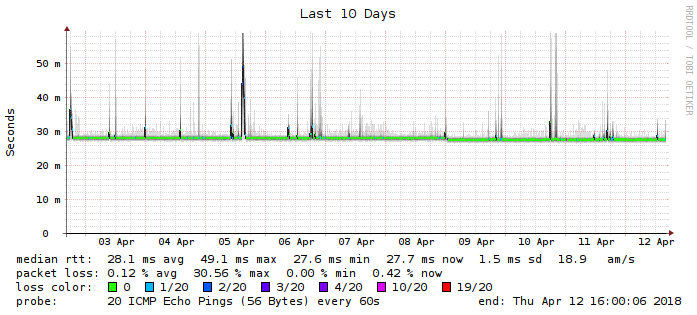 Last 10 Days
RRDTOOL / TOBI OETIKER
Seconds
50 m
40 m
30 m
20 m
10 m
0
03 Apr 04 Apr 05 Apr 06 Apr 07 Apr 08 Apr 09 Apr 10 Apr 11 Apr 12 Apr
median rtt: 28.1 ms avg 49.1 ms max 27.6 ms min 27.7 ms now 1.5 ms sd 18.9 am/s
packet loss: 0.12 % avg 30.56 % max 0.00 % min 0.42 % now
loss color: 0 1/20 2/20 3/20 4/20 10/20 19/20
probe: 20 ICMP Echo Pings (56 Bytes) every 60s end: Thu Apr 12 16:00:06 2018